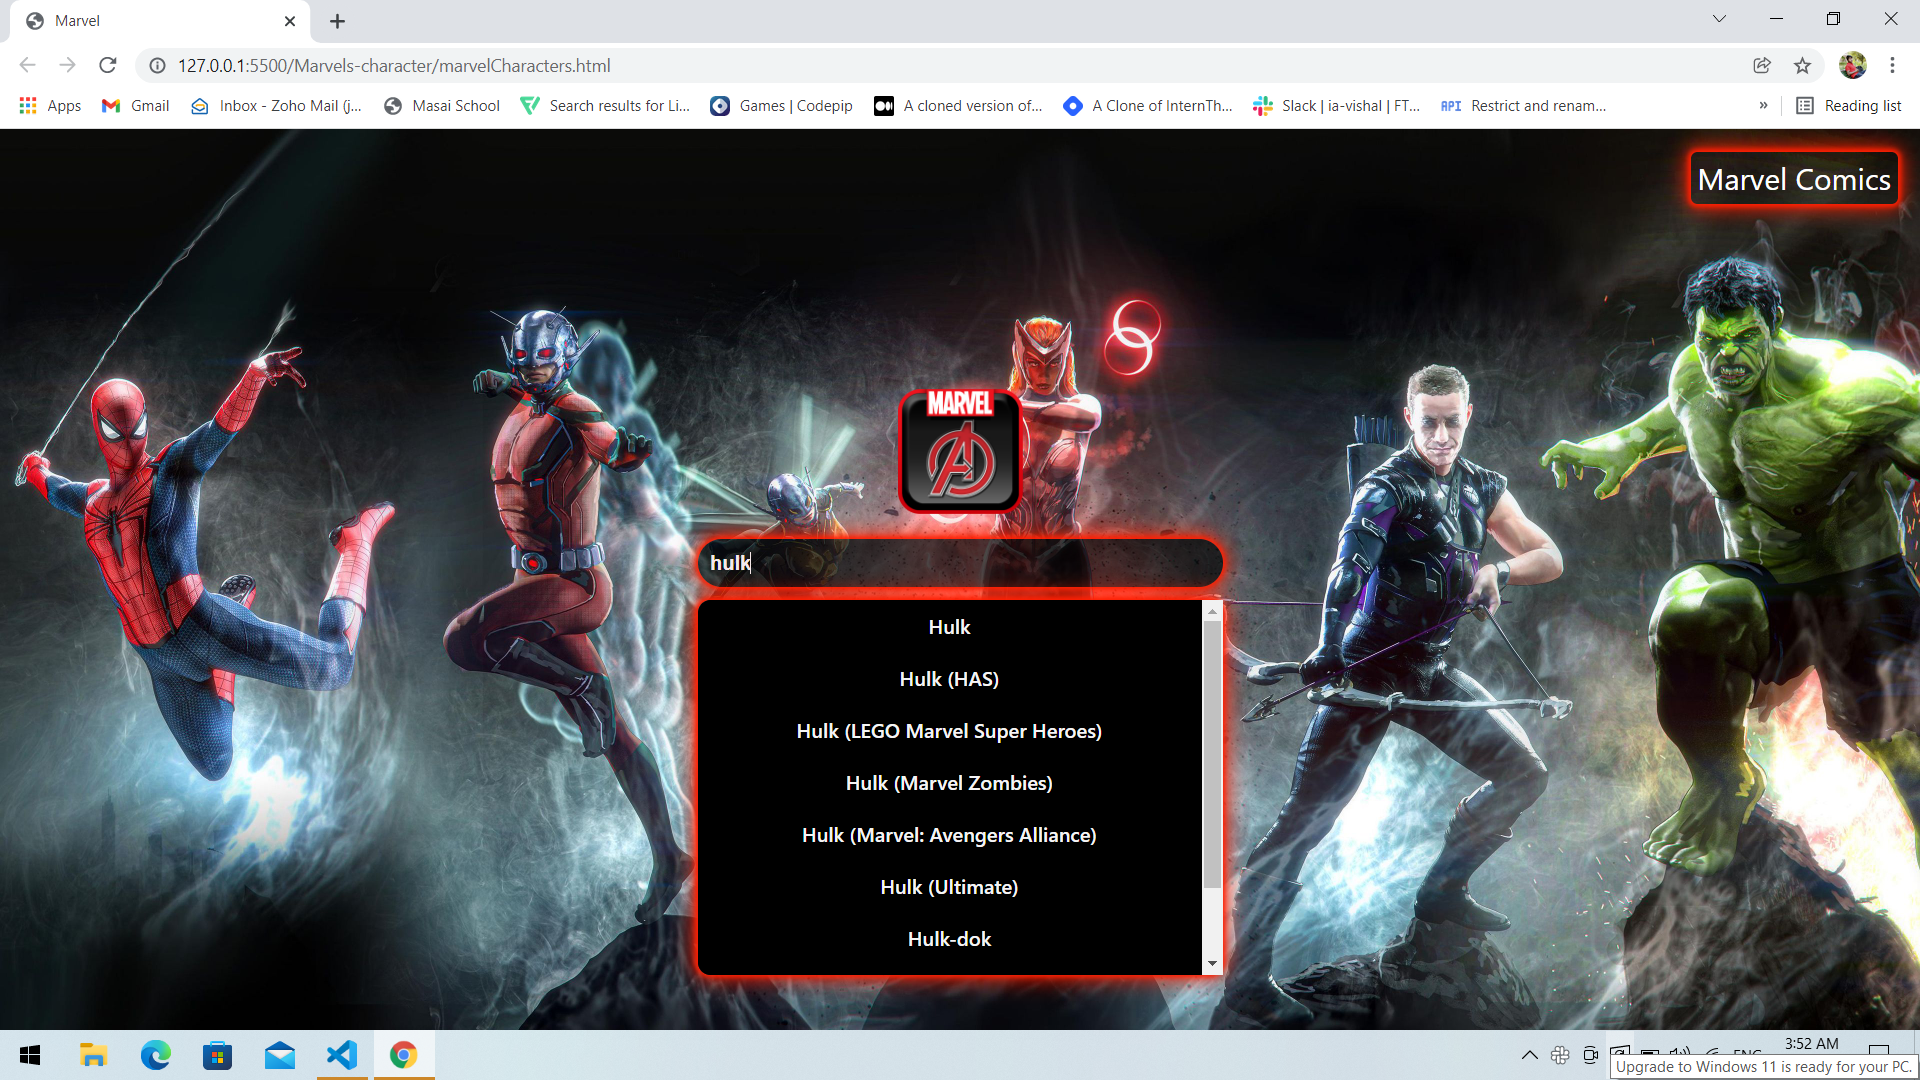 Marvel
127.0.0.1:5500/Marvels-character/marvelCharacters.html
Apps
Gmail
Inbox - Zoho Mail (j...
Masai School
Search results for Li...
Games | Codepip
A cloned version of...
A Clone of InternTh...
Slack | ia-vishal | FT...
API Restrict and renam...
»
Reading list
Marvel Comics
MARVEL
hulk
Hulk
Hulk (HAS)
Hulk (LEGO Marvel Super Heroes)
Hulk (Marvel Zombies)
Hulk (Marvel: Avengers Alliance)
Hulk (Ultimate)
Hulk-dok
3:52 AM
ENG
Upgrade to Windows 11 is ready for your PC.